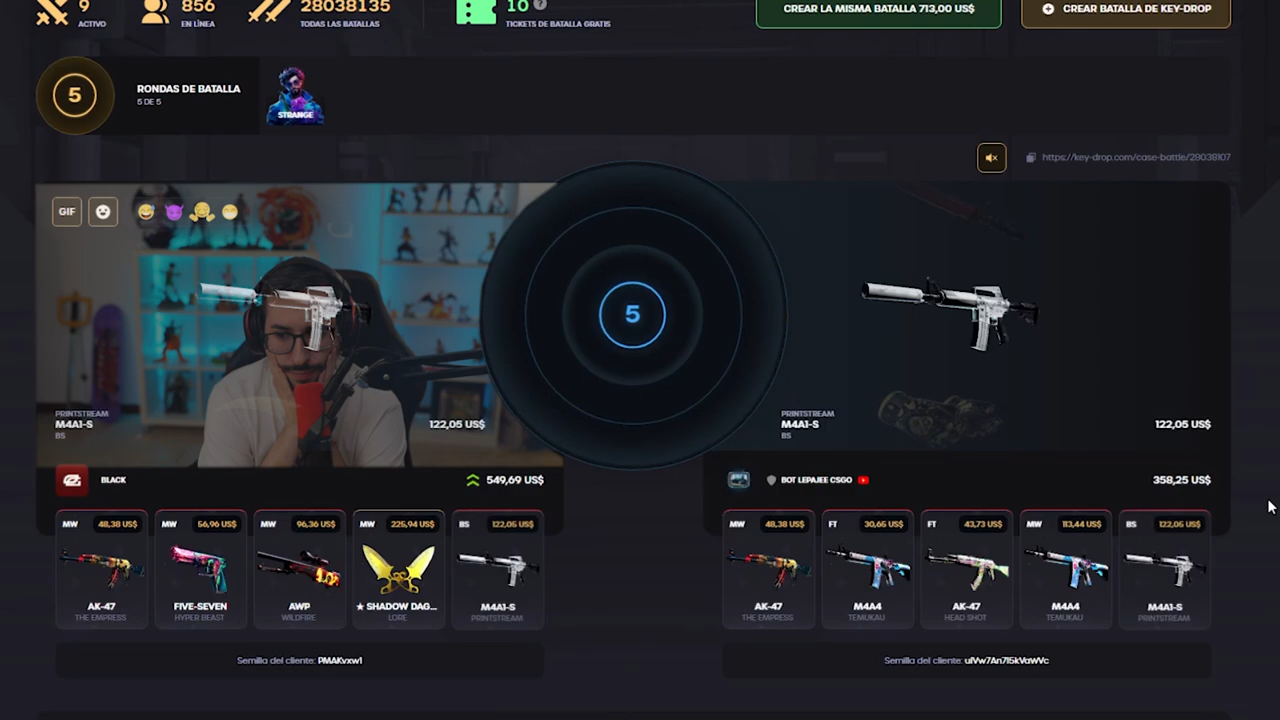 9
ACTIVO
856
EN LÍNEA
28038135
TODAS LAS BATALLAS
10
?
TICKETS DE BATALLA GRATIS
CREAR LA MISMA BATALLA 713,00 US$
CREAR BATALLA DE KEY-DROP
5
RONDAS DE BATALLA
5 DE 5
STRANGE
https://key-drop.com/case-battle/28038107
GIF
5
PRINTSTREAM
M4A1-S
BS
122,05 US$
PRINTSTREAM
M4A1-S
BS
122,05 US$
BLACK
549,69 US$
BOT LEPAJEE CSGO
358,25 US$
MW 48,38 US$
AK-47
THE EMPRESS
MW 56,96 US$
FIVE-SEVEN
HYPER BEAST
MW 96,36 US$
AWP
WILDFIRE
MW 225,94 US$
★ SHADOW DAG...
LORE
BS 122,05 US$
M4A1-S
PRINTSTREAM
MW 48,38 US$
AK-47
THE EMPRESS
FT 30,65 US$
M4A4
TEMUKAU
FT 43,73 US$
AK-47
HEAD SHOT
MW 113,44 US$
M4A4
TEMUKAU
BS 122,05 US$
M4A1-S
PRINTSTREAM
Semilla del cliente: PMAKvxw1
Semilla del cliente: